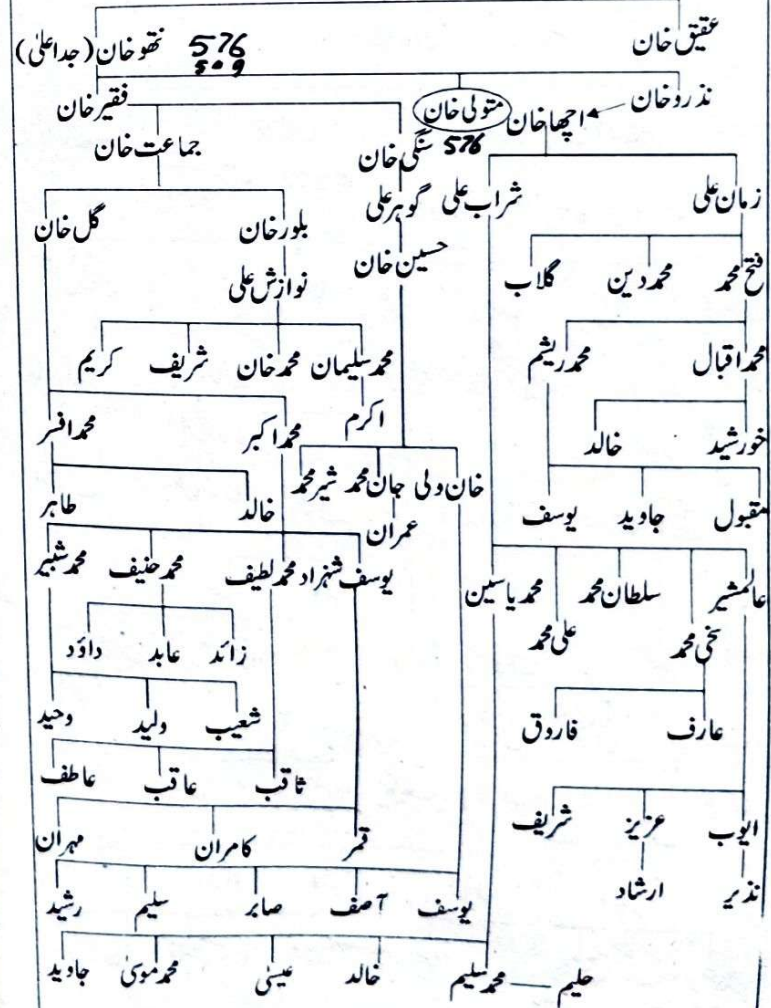 عقیق خان 576 نتھو خان (جداعلیٰ)
509
نذرو خان متولی خان فقیر خان
اچھا خان 576
سنگی خان جماعت خان
زمان علی شراب علی گوہر علی بلور خان گل خان
فتح محمد محمد دین گلاب حسین خان نوازش علی
محمد اقبال محمد ریشم محمد سلیمان محمد خان شریف کریم
خورشید خالد اکرم محمد اکبر محمد افسر
مقبول جاوید یوسف خان ولی جان محمد شیر محمد خالد طاہر
عمران
عالمشیر سلطان محمد محمد یاسین یوسف شہزاد محمد لطیف محمد حنیف محمد شبیر
سخی محمد علی محمد زائد عابد داؤد
عارف فاروق شعیب ولید وحید
ثاقب عاقب عاطف
ایوب عزیز شریف قمر کامران مہران
نذیر ارشاد یوسف آصف صابر سلیم رشید
حلیم محمد سلیم خالد عیسیٰ محمد موسیٰ جاوید